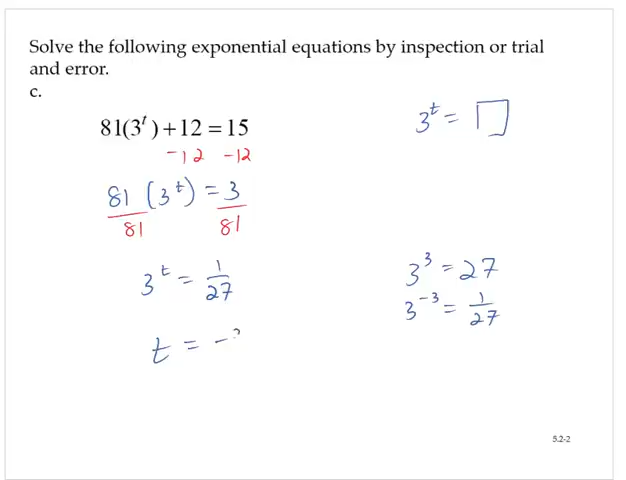 Solve the following exponential equations by inspection or trial
and error.
c.
81(3^t) + 12 = 15
3^t = □
-12 -12
81 (3^t) = 3
81 81
3^t = 1/27
3^3 = 27
3^-3 = 1/27
t = -
5.2-2